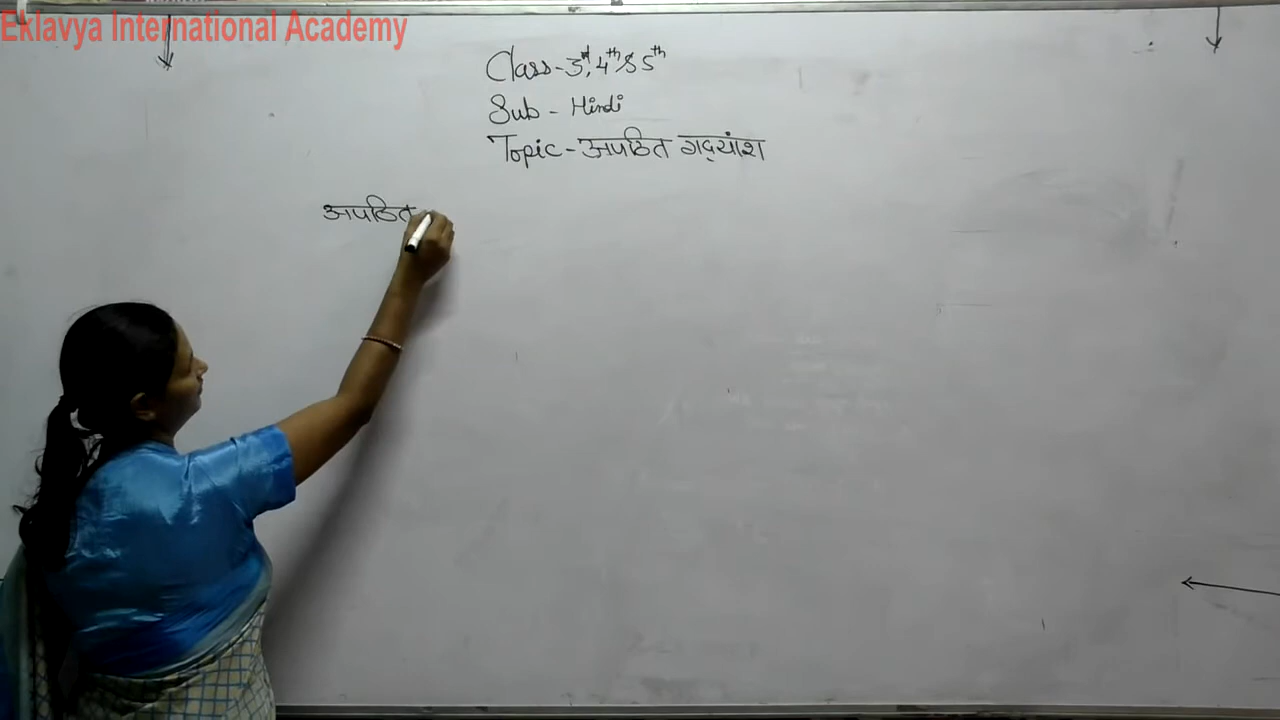 Eklavya International Academy
Class-3rd, 4th & 5th
Sub - Hindi
Topic - अपठित गद्यांश
अपठित